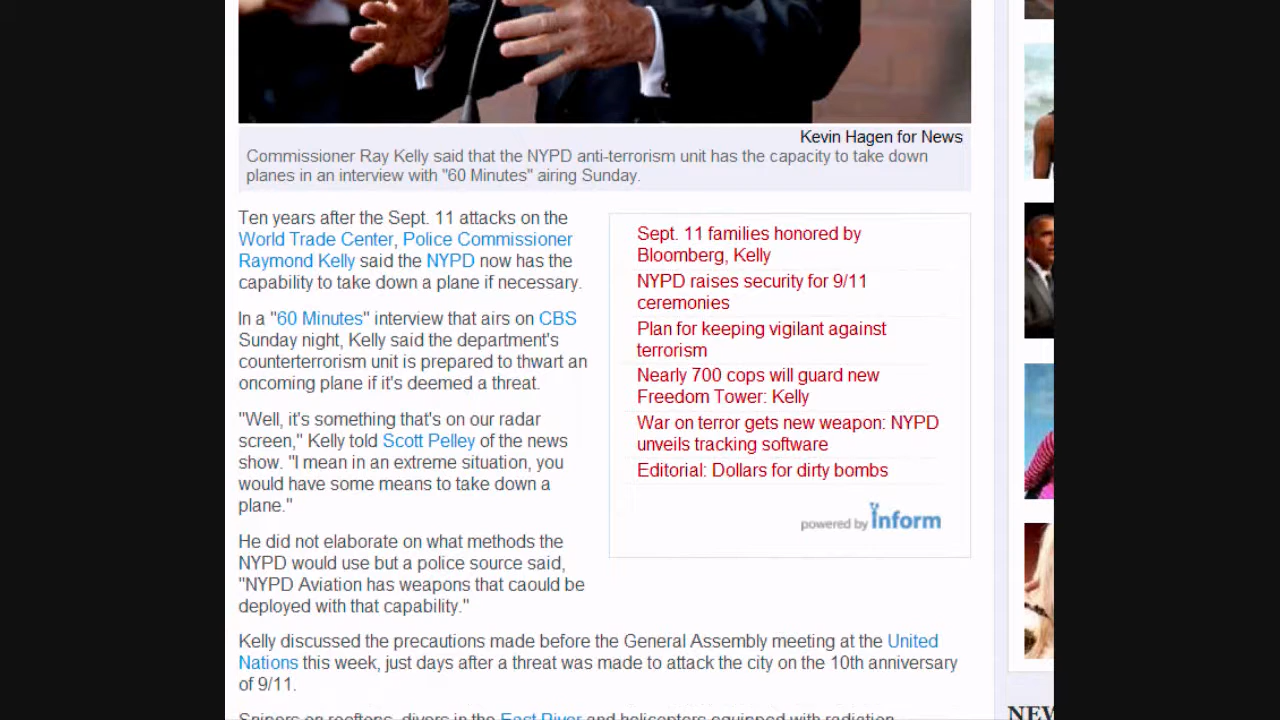 Kevin Hagen for News
Commissioner Ray Kelly said that the NYPD anti-terrorism unit has the capacity to take down
planes in an interview with "60 Minutes" airing Sunday.
Ten years after the Sept. 11 attacks on the
World Trade Center, Police Commissioner
Raymond Kelly said the NYPD now has the
capability to take down a plane if necessary.
In a "60 Minutes" interview that airs on CBS
Sunday night, Kelly said the department's
counterterrorism unit is prepared to thwart an
oncoming plane if it's deemed a threat.
"Well, it's something that's on our radar
screen," Kelly told Scott Pelley of the news
show. "I mean in an extreme situation, you
would have some means to take down a
plane."
He did not elaborate on what methods the
NYPD would use but a police source said,
"NYPD Aviation has weapons that caould be
deployed with that capability."
Sept. 11 families honored by
Bloomberg, Kelly
NYPD raises security for 9/11
ceremonies
Plan for keeping vigilant against
terrorism
Nearly 700 cops will guard new
Freedom Tower: Kelly
War on terror gets new weapon: NYPD
unveils tracking software
Editorial: Dollars for dirty bombs
powered by inform
Kelly discussed the precautions made before the General Assembly meeting at the United
Nations this week, just days after a threat was made to attack the city on the 10th anniversary
of 9/11.
Snipers on rooftops, divers in the East River and helicopters equipped with radiation
NEW